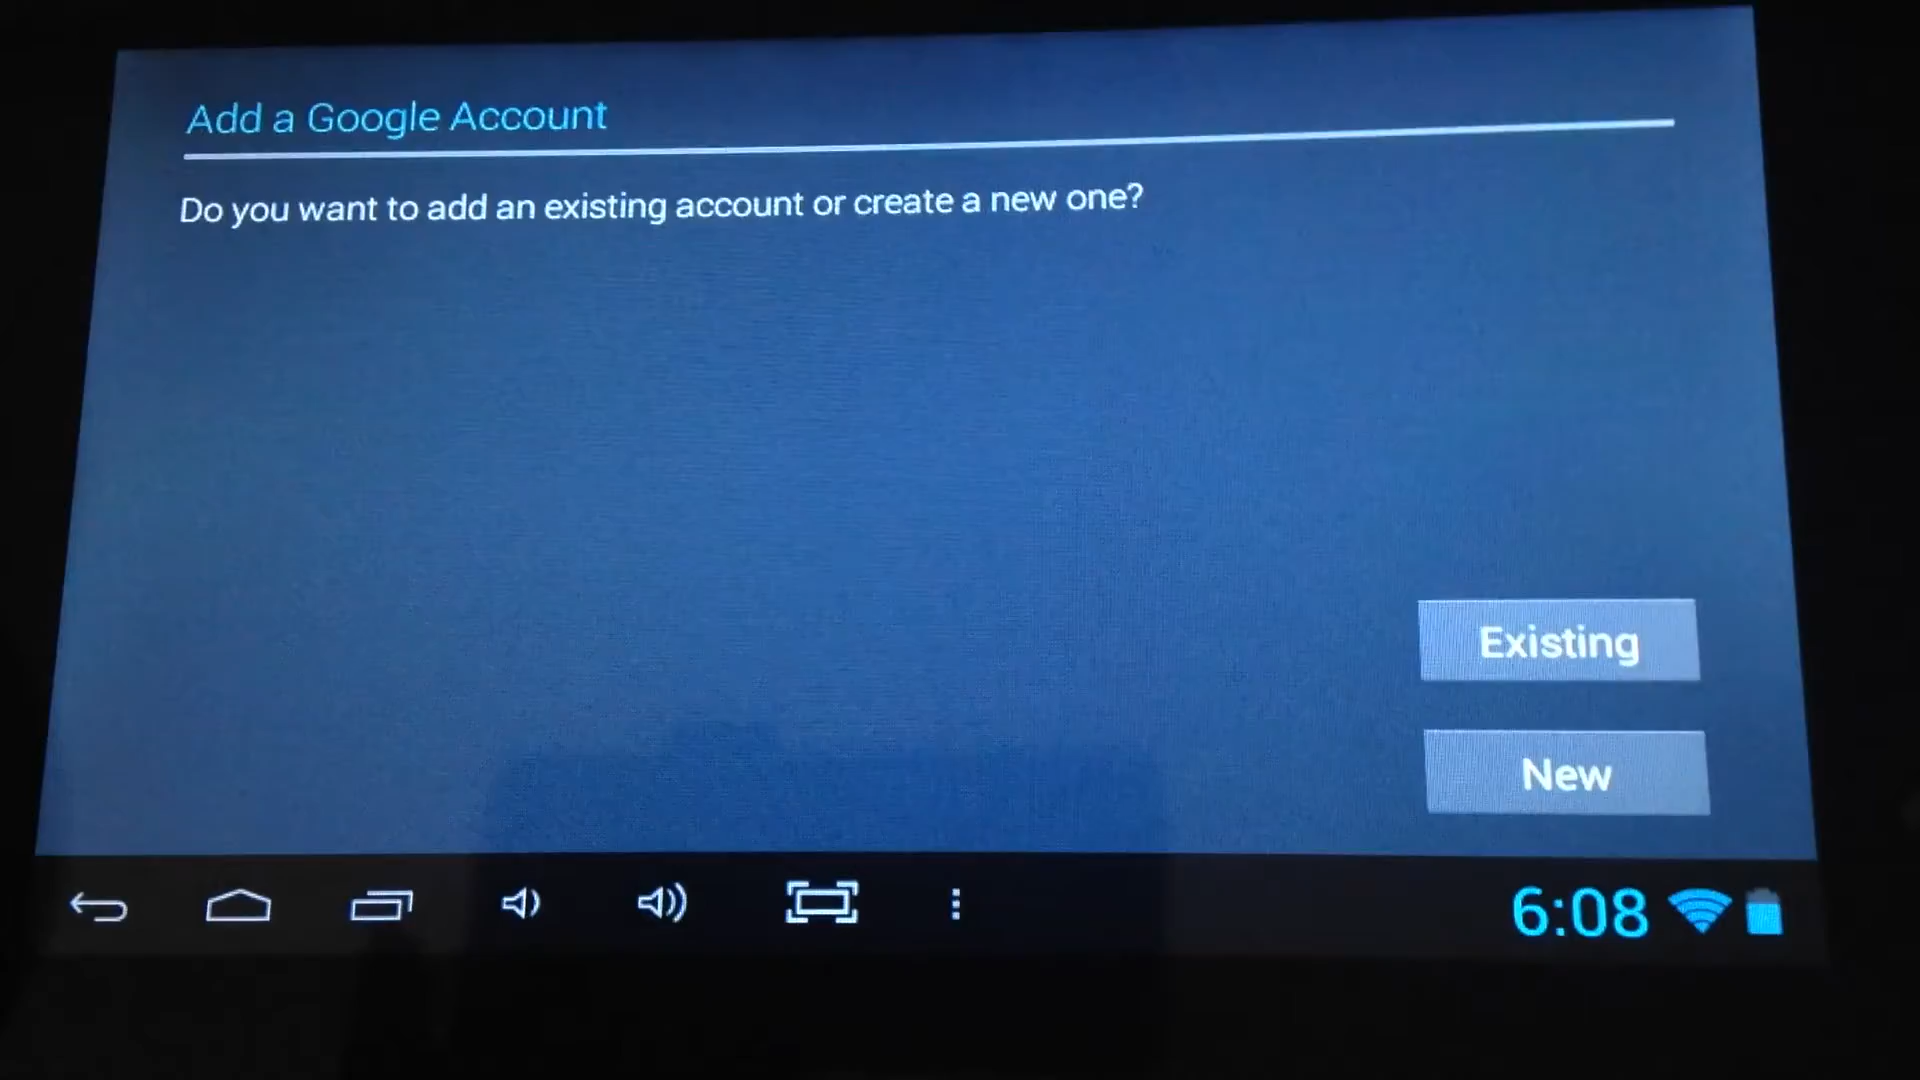 Add a Google Account
Do you want to add an existing account or create a new one?
Existing
New
6:08